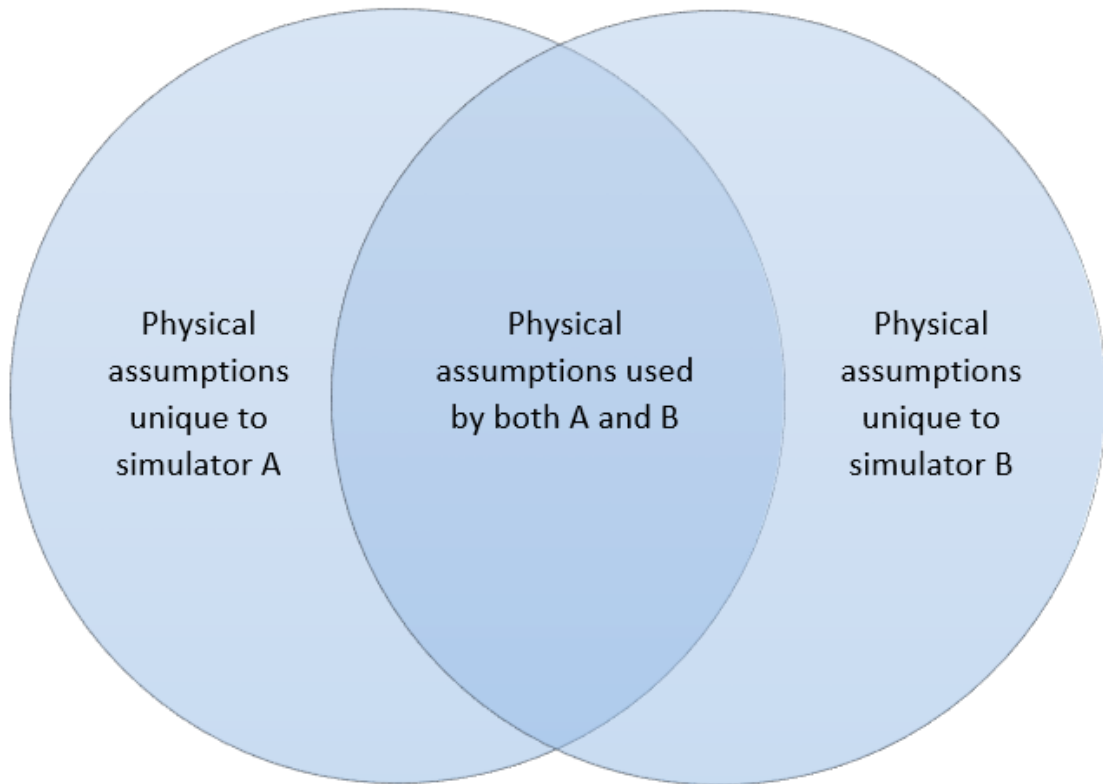 Physical
assumptions
unique to
simulator A
Physical
assumptions used
by both A and B
Physical
assumptions
unique to
simulator B